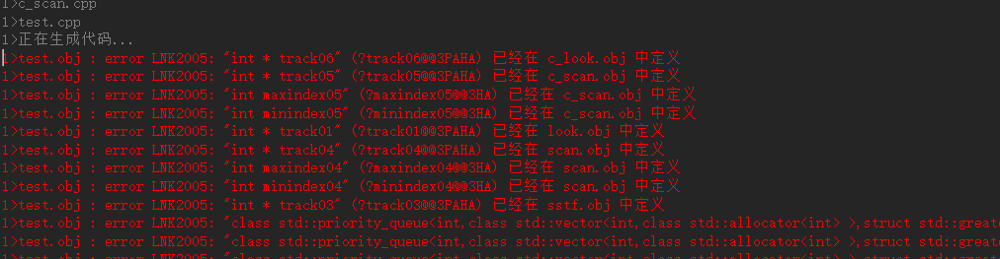 1>c_scan.cpp
1>test.cpp
1>正在生成代码...
1>test.obj : error LNK2005: "int * track06" (?track06@@3PAHA) 已经在 c_look.obj 中定义
1>test.obj : error LNK2005: "int * track05" (?track05@@3PAHA) 已经在 c_scan.obj 中定义
1>test.obj : error LNK2005: "int maxindex05" (?maxindex05@@3HA) 已经在 c_scan.obj 中定义
1>test.obj : error LNK2005: "int minindex05" (?minindex05@@3HA) 已经在 c_scan.obj 中定义
1>test.obj : error LNK2005: "int * track01" (?track01@@3PAHA) 已经在 look.obj 中定义
1>test.obj : error LNK2005: "int * track04" (?track04@@3PAHA) 已经在 scan.obj 中定义
1>test.obj : error LNK2005: "int maxindex04" (?maxindex04@@3HA) 已经在 scan.obj 中定义
1>test.obj : error LNK2005: "int minindex04" (?minindex04@@3HA) 已经在 scan.obj 中定义
1>test.obj : error LNK2005: "int * track03" (?track03@@3PAHA) 已经在 sstf.obj 中定义
1>test.obj : error LNK2005: "class std::priority_queue<int,class std::vector<int,class std::allocator<int> >,struct std::greate
1>test.obj : error LNK2005: "class std::priority_queue<int,class std::vector<int,class std::allocator<int> >,struct std::greate